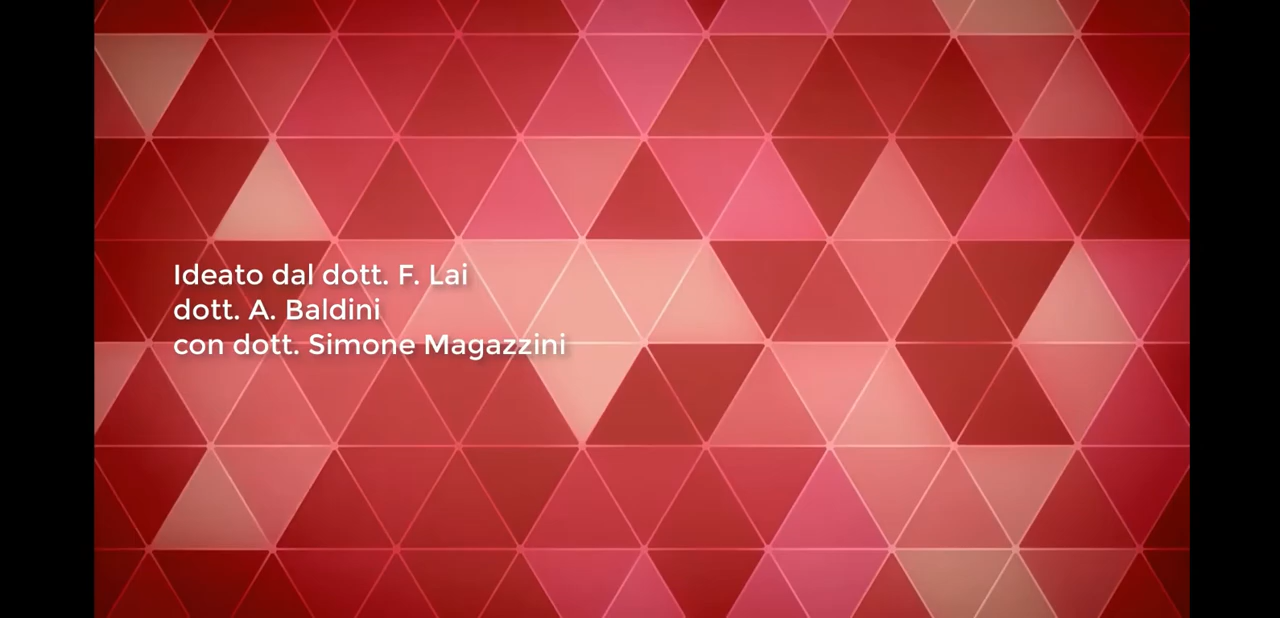 Ideato dal dott. F. Lai
dott. A. Baldini
con dott. Simone Magazzini